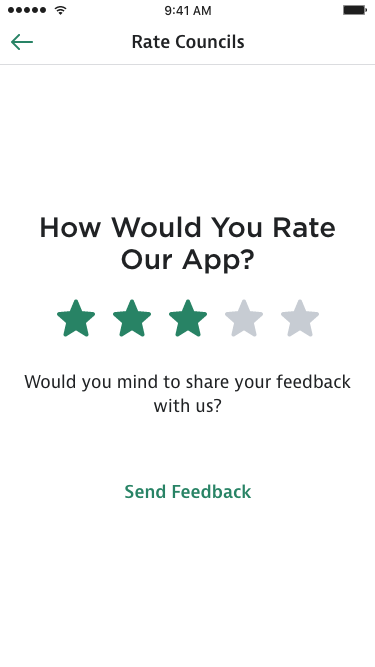 9:41 AM
Rate Councils
How Would You Rate
Our App?
Would you mind to share your feedback
with us?
Send Feedback